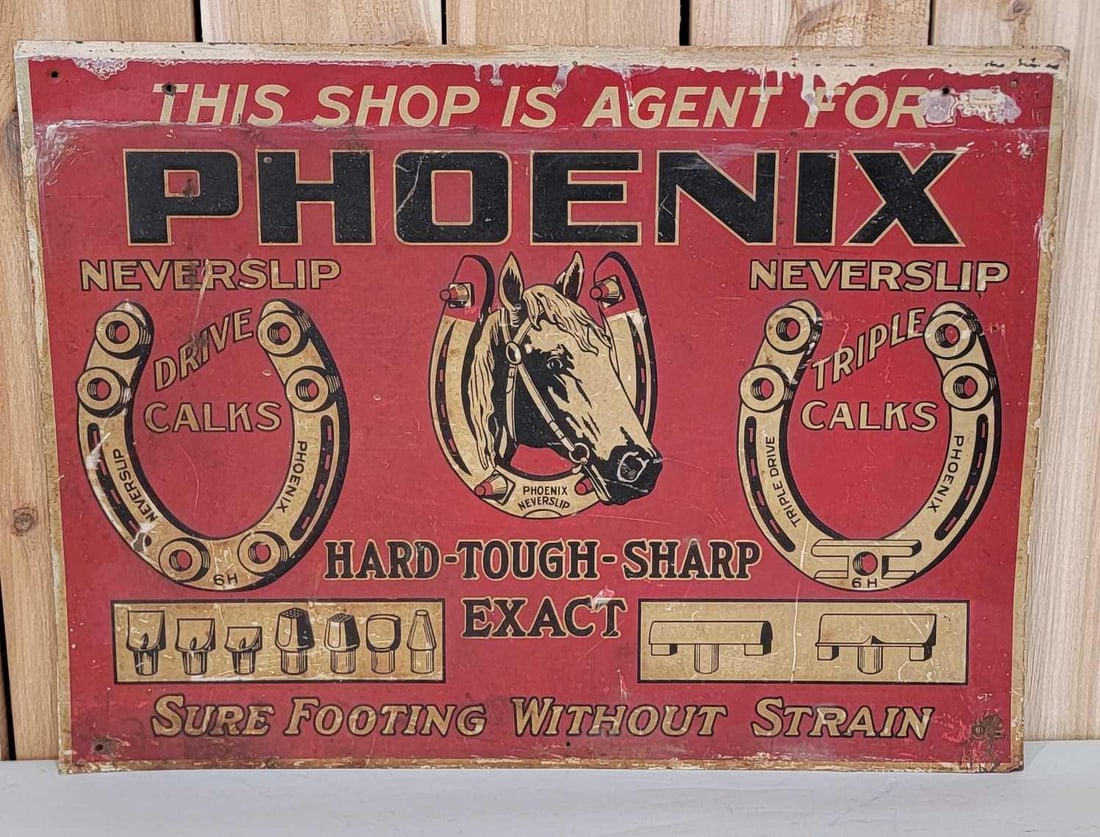 THIS SHOP IS AGENT FOR
PHOENIX
NEVERSLIP
DRIVE
CALKS
NEVERSLIP
PHOENIX
6H
PHOENIX
NEVERSLIP
NEVERSLIP
TRIPLE
CALKS
TRIPLE DRIVE
PHOENIX
6H
HARD-TOUGH-SHARP
EXACT
SURE FOOTING WITHOUT STRAIN